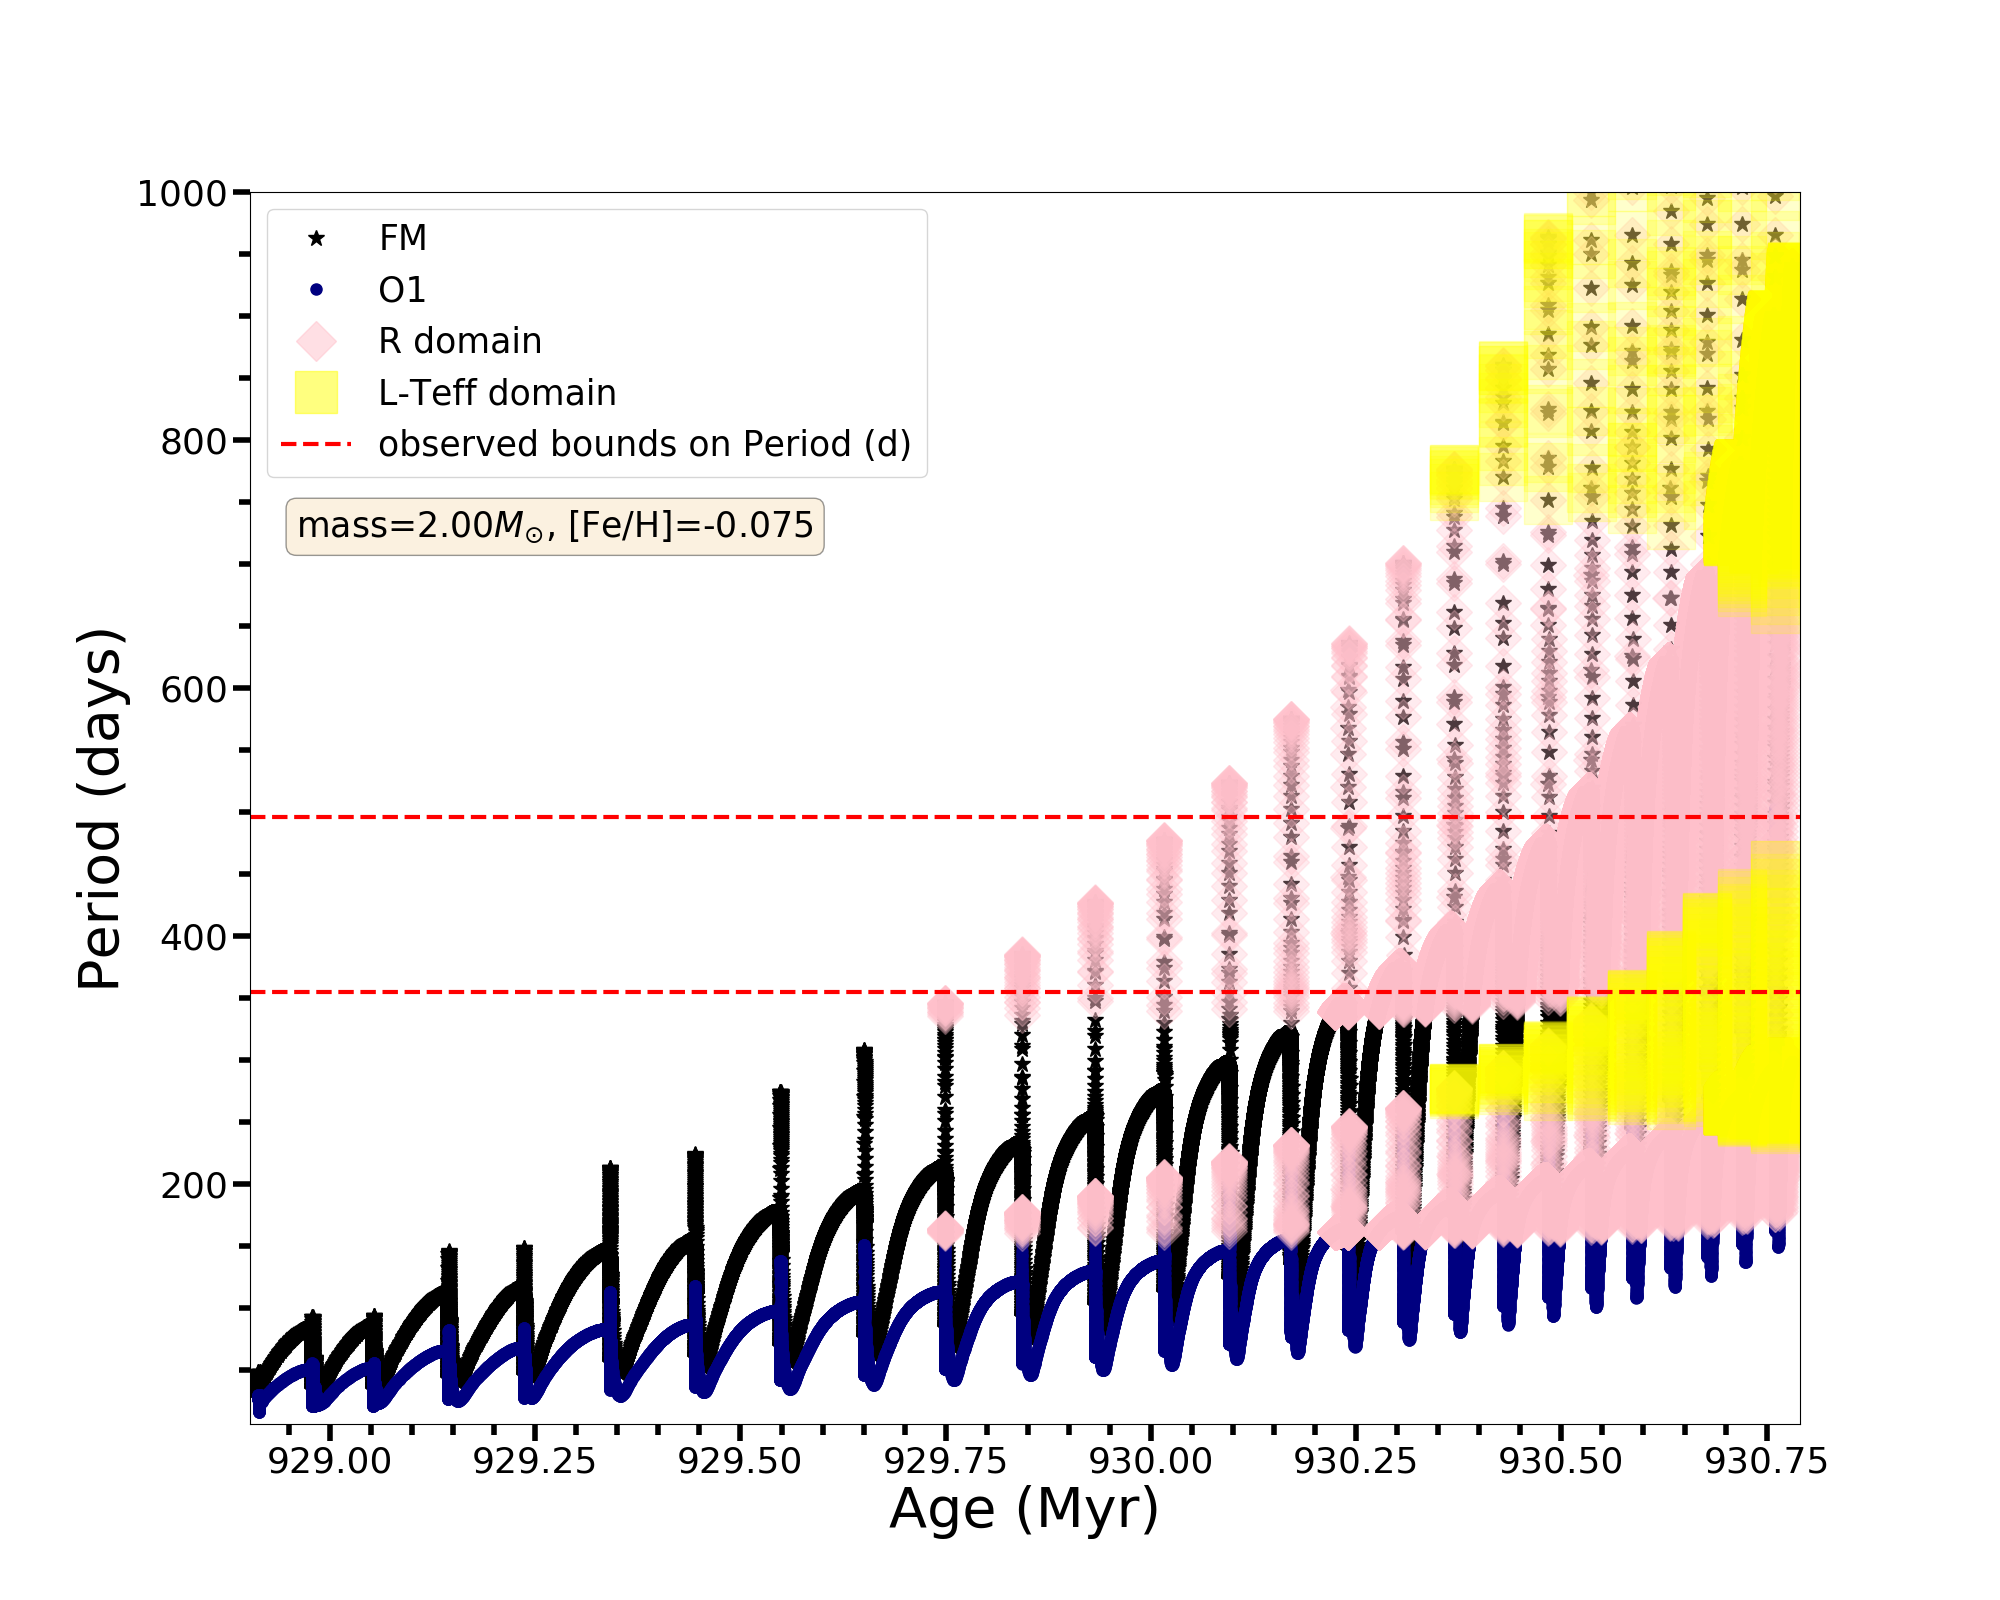 1000
800
600
400
200
Period (days)
FM
O1
R domain
L-Teff domain
observed bounds on Period (d)
mass=2.00M⊙, [Fe/H]=-0.075
929.00 929.25 929.50 929.75 930.00 930.25 930.50 930.75
Age (Myr)